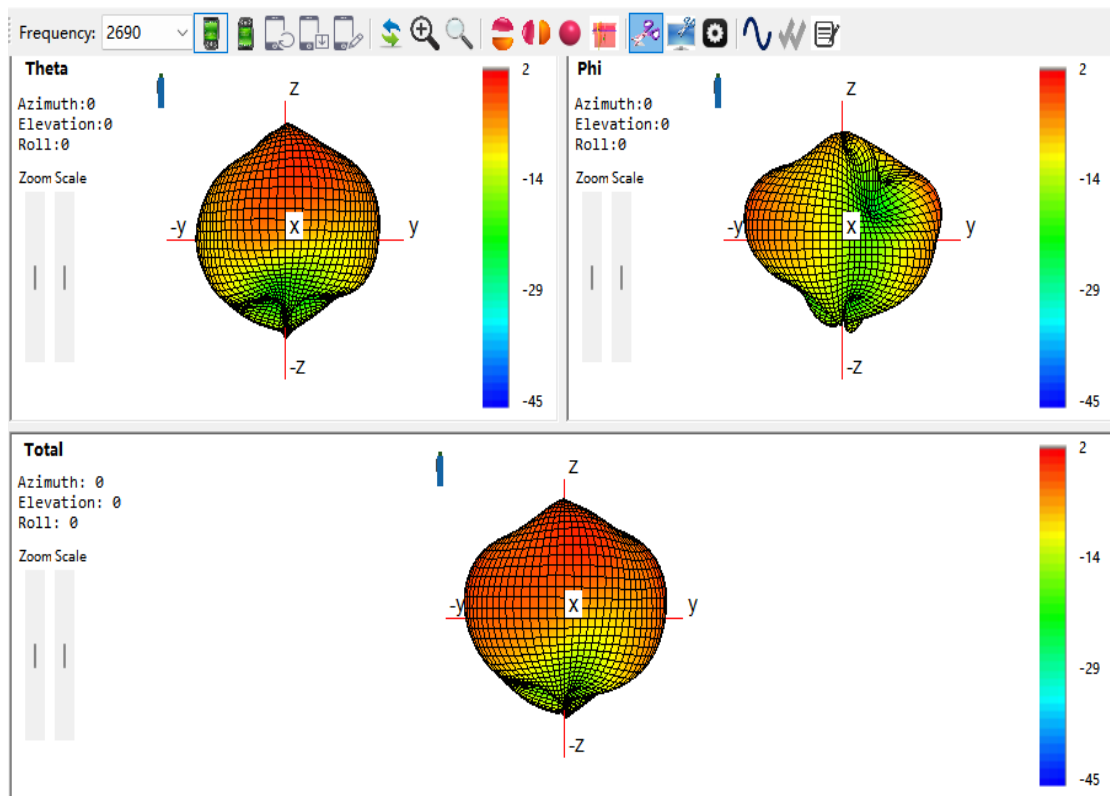 Frequency: 2690
Theta
Azimuth:0
Elevation:0
Roll:0
Zoom Scale
Z
-y
X
y
-Z
2
-14
-29
-45
Phi
Azimuth:0
Elevation:0
Roll:0
Zoom Scale
Z
-y
X
y
-Z
2
-14
-29
-45
Total
Azimuth: 0
Elevation: 0
Roll: 0
Zoom Scale
Z
-y
X
y
-Z
2
-14
-29
-45